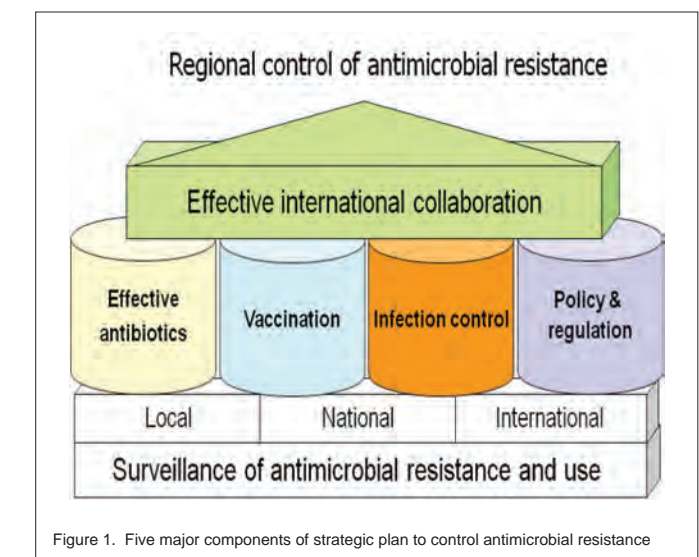 Regional control of antimicrobial resistance
Effective international collaboration
Effective
antibiotics
Vaccination
Infection control
Policy &
regulation
Local
National
International
Surveillance of antimicrobial resistance and use
Figure 1. Five major components of strategic plan to control antimicrobial resistance